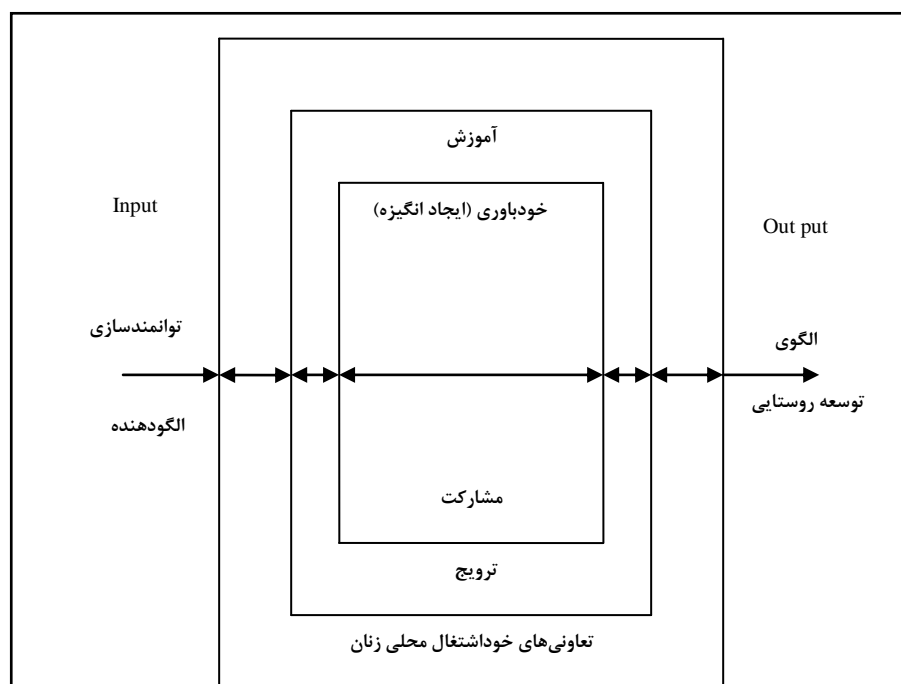 آموزش
خودباوری (ایجاد انگیزه)
Input
Out put
توانمندسازی
الگوی
توسعه روستایی
الگودهنده
مشارکت
ترویج
تعاونی‌های خوداشتغال محلی زنان